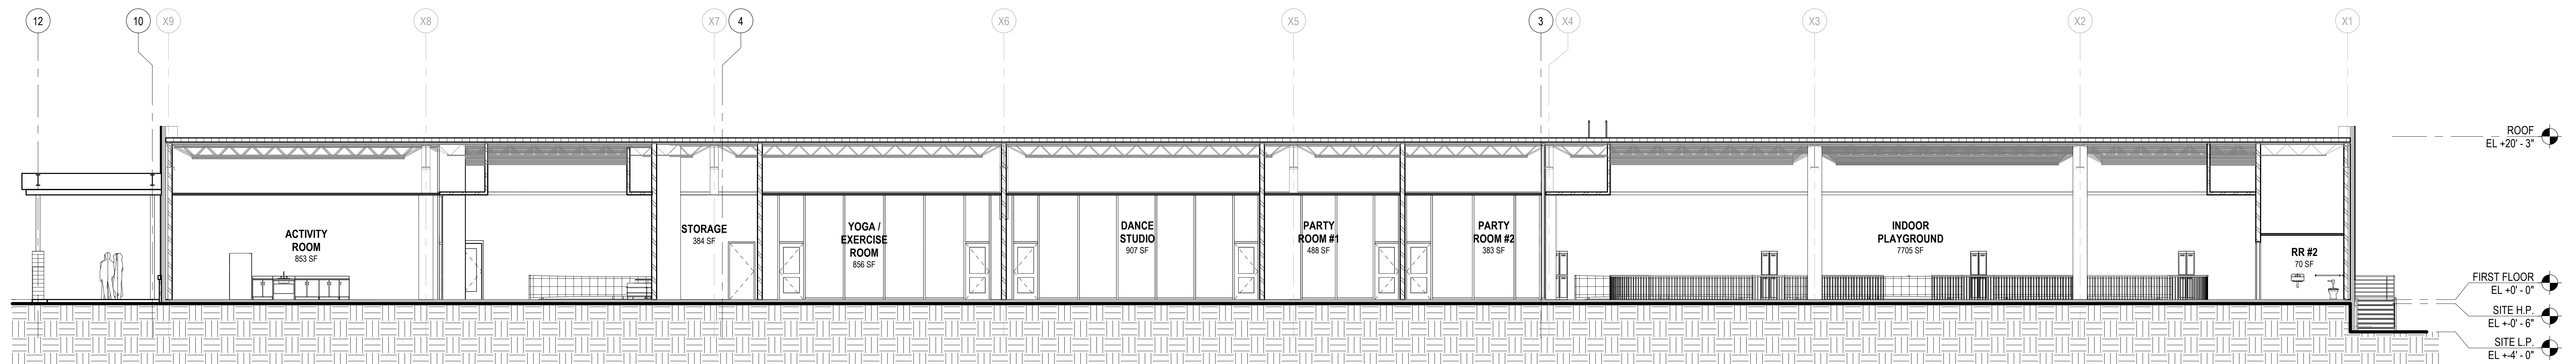 12
10
X9
X8
X7
4
X6
X5
3
X4
X3
X2
X1
ROOF
EL +20' - 3"
ACTIVITY
ROOM
853 SF
STORAGE
384 SF
YOGA /
EXERCISE
ROOM
856 SF
DANCE
STUDIO
907 SF
PARTY
ROOM #1
488 SF
PARTY
ROOM #2
383 SF
INDOOR
PLAYGROUND
7705 SF
RR #2
70 SF
FIRST FLOOR
EL +0' - 0"
SITE H.P.
EL +-0' - 6"
SITE L.P.
EL +-4' - 0"